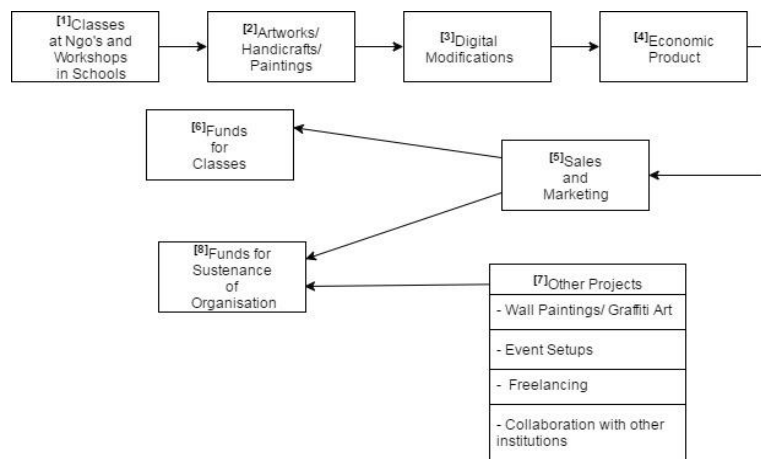 [1]Classes
at Ngo's and
Workshops
in Schools
[2]Artworks/
Handicrafts/
Paintings
[3]Digital
Modifications
[4]Economic
Product
[6]Funds
for
Classes
[5]Sales
and
Marketing
[8]Funds for
Sustenance
of
Organisation
[7]Other Projects
- Wall Paintings/ Graffiti Art
- Event Setups
- Freelancing
- Collaboration with other
institutions